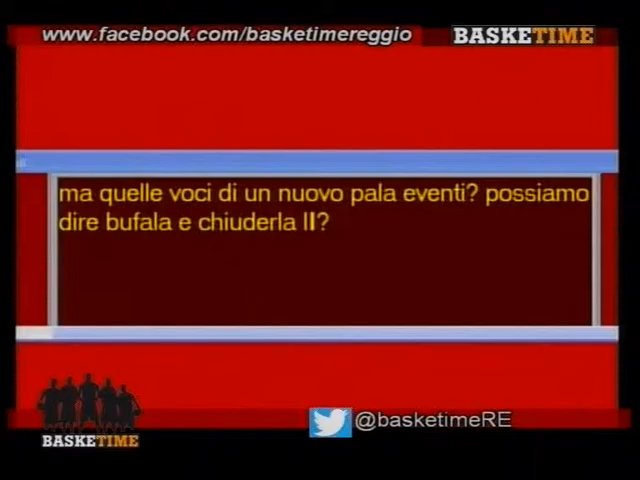 www.facebook.com/basketimereggio
BASKETIME
ma quelle voci di un nuovo pala eventi? possiamo
dire bufala e chiuderla lì?
BASKETIME
@basketimeRE